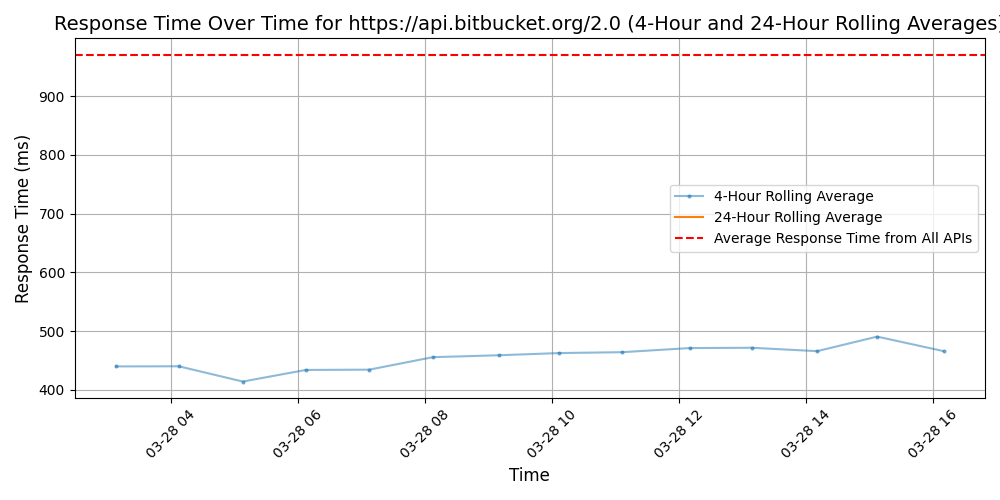 Response Time Over Time for https://api.bitbucket.org/2.0 (4-Hour and 24-Hour Rolling Averages)
Response Time (ms)
900
800
700
600
500
400
4-Hour Rolling Average
24-Hour Rolling Average
Average Response Time from All APIs
03-28 04
03-28 06
03-28 08
03-28 10
03-28 12
03-28 14
03-28 16
Time